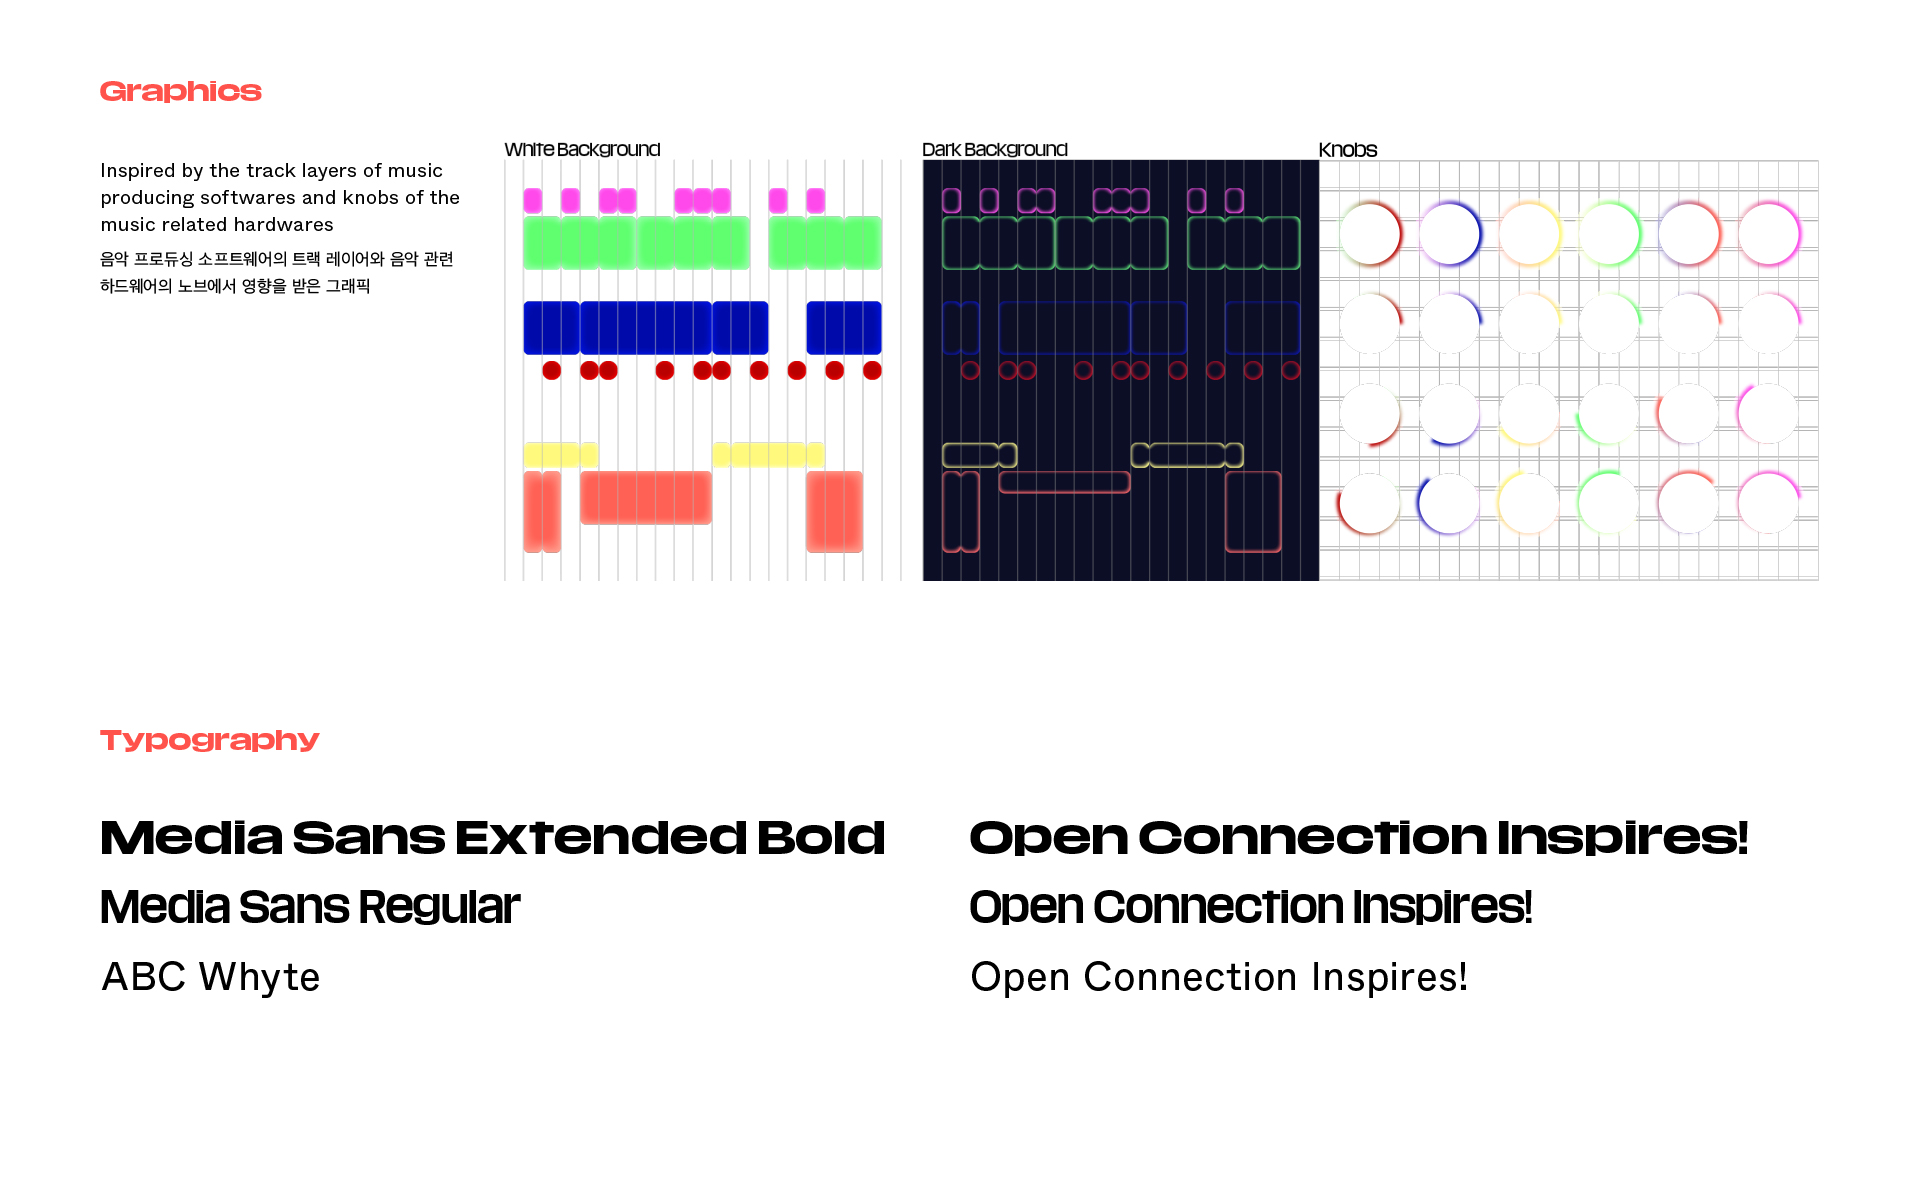 Graphics
Inspired by the track layers of music
producing softwares and knobs of the
music related hardwares
음악 프로듀싱 소프트웨어의 트랙 레이어와 음악 관련
하드웨어의 노브에서 영향을 받은 그래픽
White Background
Dark Background
Knobs
Typography
Media Sans Extended Bold
Open Connection Inspires!
Media Sans Regular
Open Connection Inspires!
ABC Whyte
Open Connection Inspires!